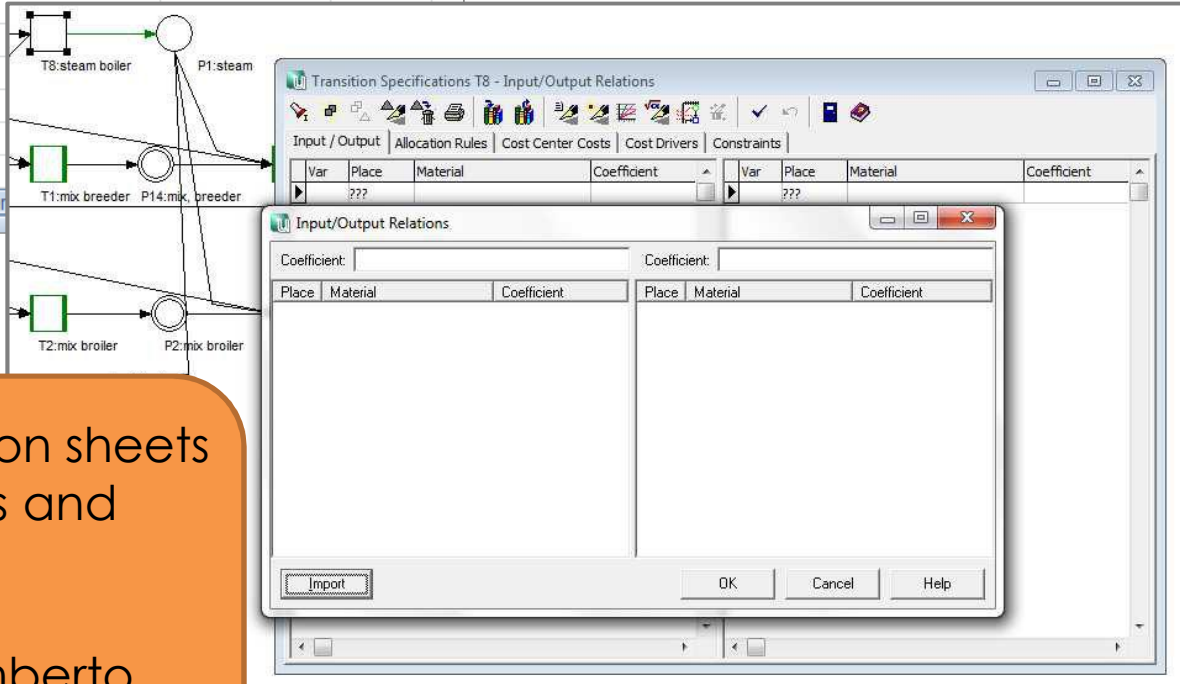 T8:steam boiler
P1:steam
T1:mix breeder
P14:mix, breeder
T2:mix broiler
P2:mix broiler
Transition Specifications T8 - Input/Output Relations
Input / Output Allocation Rules Cost Center Costs Cost Drivers Constraints
Var Place Material Coefficient Var Place Material Coefficient
??? ???
Input/Output Relations
Coefficient: Coefficient:
Place Material Coefficient Place Material Coefficient
Import OK Cancel Help
on sheets
s and